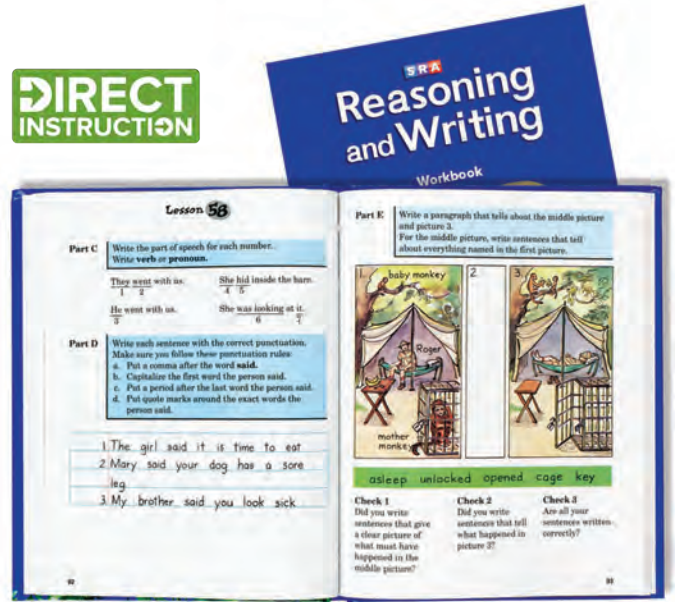 DIRECT
INSTRUCTION
SRA
Reasoning
and Writing
Workbook
Lesson 58
Part C
Write the part of speech for each number.
Write verb or pronoun.
They went with us.
1 2
She hid inside the barn.
4 5
He went with us.
3
She was looking at it.
6 7
Part D
Write each sentence with the correct punctuation.
Make sure you follow these punctuation rules:
a. Put a comma after the word said.
b. Capitalize the first word the person said.
c. Put a period after the last word the person said.
d. Put quote marks around the exact words the
person said.
1 The girl said it is time to eat
2 Mary said your dog has a sore
leg
3 My brother said you look sick
Part E
Write a paragraph that tells about the middle picture
and picture 3.
For the middle picture, write sentences that tell
about everything named in the first picture.
1.
baby monkey
Roger
mother
monkey
2.
3.
asleep unlocked opened cage key
Check 1
Did you write
sentences that give
a clear picture of
what must have
happened in the
middle picture?
Check 2
Did you write
sentences that tell
what happened in
picture 3?
Check 3
Are all your
sentences written
correctly?